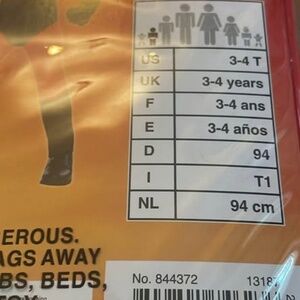 US 3-4 T
UK 3-4 years
F 3-4 ans
E 3-4 años
D 94
I T1
NL 94 cm
EROUS.
AGS AWAY
BS, BEDS,
No. 844372
1318